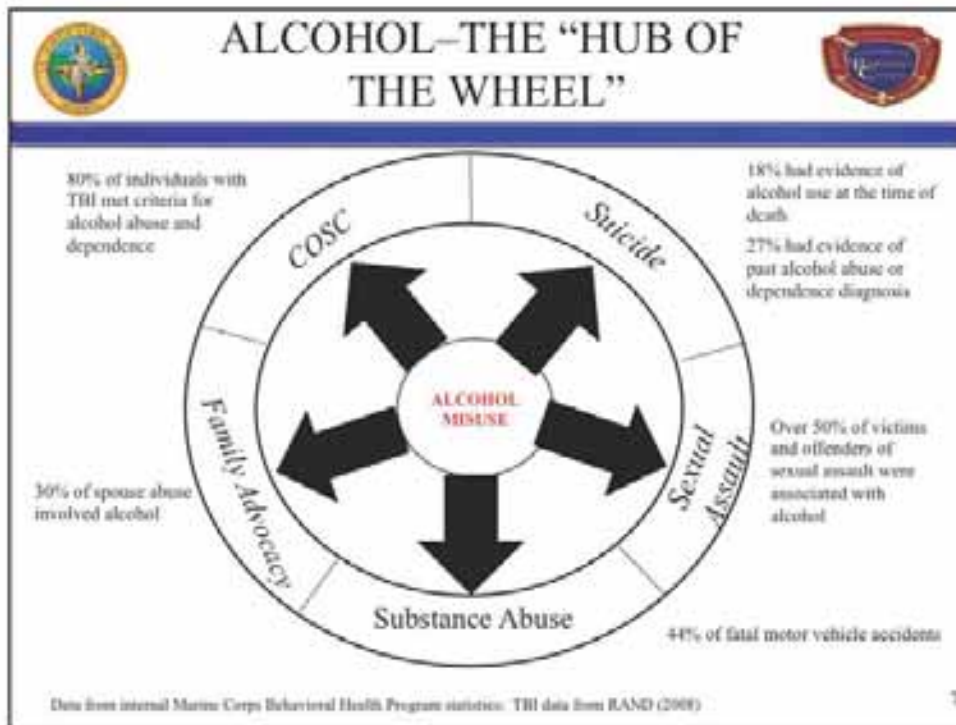 ALCOHOL–THE “HUB OF
THE WHEEL”
80% of individuals with
TBI met criteria for
alcohol abuse and
dependence
18% had evidence of
alcohol use at the time of
death
27% had evidence of
past alcohol abuse or
dependence diagnosis
COSC
Suicide
ALCOHOL
MISUSE
Family Advocacy
Sexual
Assault
Over 50% of victims
and offenders of
sexual assault were
associated with
alcohol
30% of spouse abuse
involved alcohol
Substance Abuse
44% of fatal motor vehicle accidents
Data from internal Marine Corps Behavioral Health Program statistics: TBI data from RAND (2008)
7